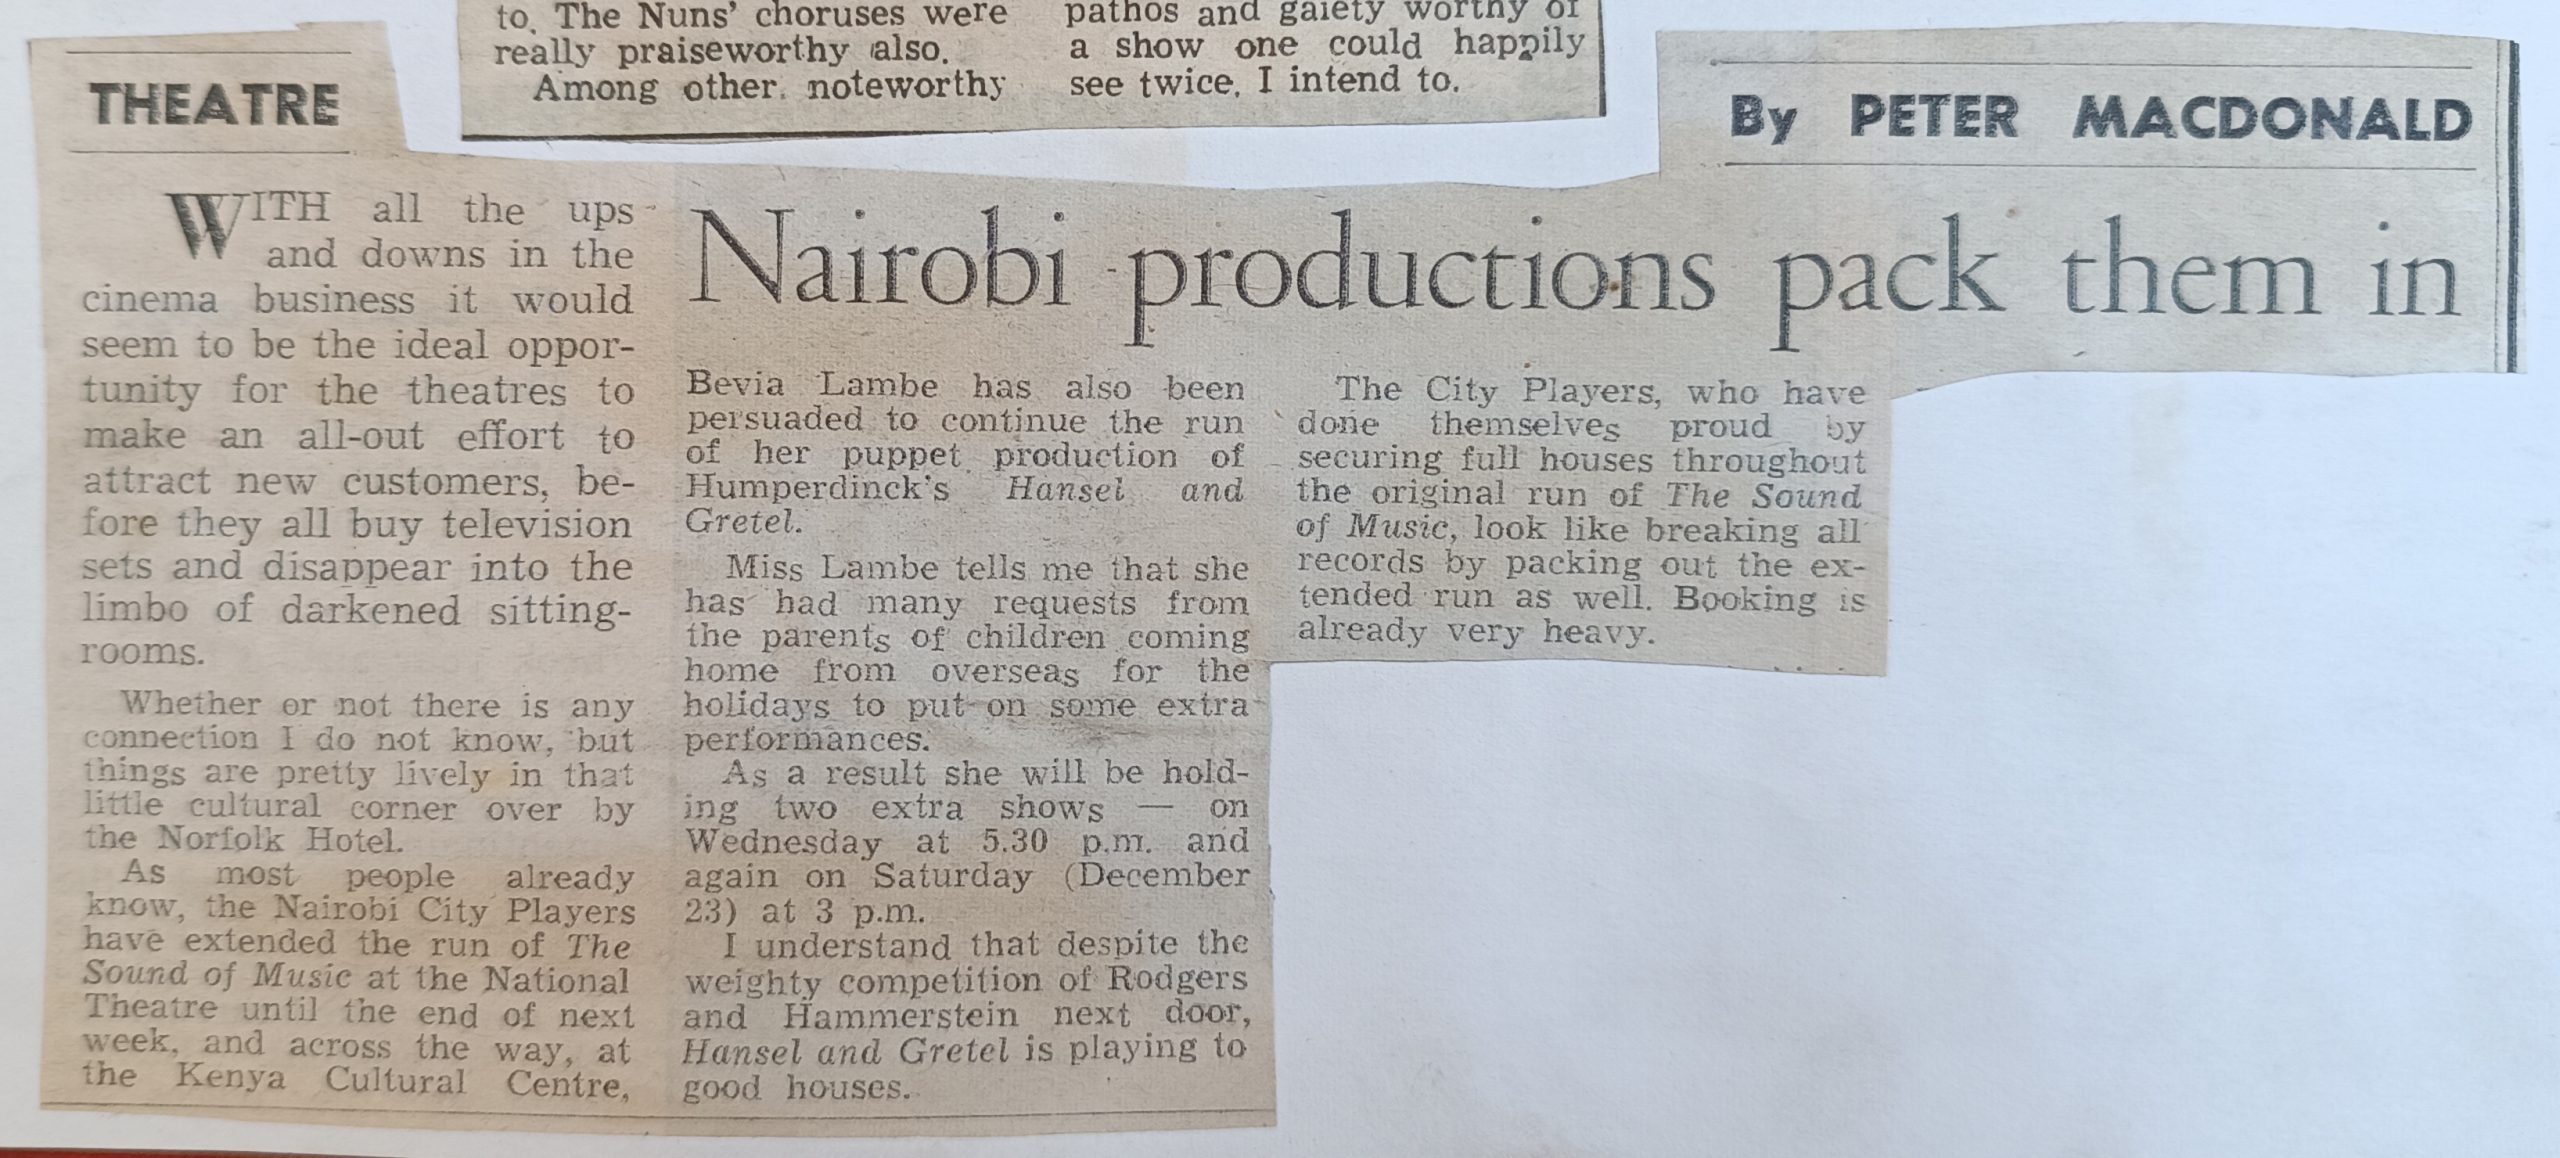 to. The Nuns' choruses were
really praiseworthy also.
Among other noteworthy
pathos and gaiety worthy of
a show one could happily
see twice. I intend to.
THEATRE
By PETER MACDONALD
Nairobi productions pack them in
WITH all the ups
and downs in the
cinema business it would
seem to be the ideal oppor-
tunity for the theatres to
make an all-out effort to
attract new customers, be-
fore they all buy television
sets and disappear into the
limbo of darkened sitting-
rooms.
Whether or not there is any
connection I do not know, but
things are pretty lively in that
little cultural corner over by
the Norfolk Hotel.
As most people already
know, the Nairobi City Players
have extended the run of The
Sound of Music at the National
Theatre until the end of next
week, and across the way, at
the Kenya Cultural Centre,
Bevia Lambe has also been
persuaded to continue the run
of her puppet production of
Humperdinck's Hansel and
Gretel.
Miss Lambe tells me that she
has had many requests from
the parents of children coming
home from overseas for the
holidays to put on some extra
performances.
As a result she will be hold-
ing two extra shows — on
Wednesday at 5.30 p.m. and
again on Saturday (December
23) at 3 p.m.
I understand that despite the
weighty competition of Rodgers
and Hammerstein next door,
Hansel and Gretel is playing to
good houses.
The City Players, who have
done themselves proud by
securing full houses throughout
the original run of The Sound
of Music, look like breaking all
records by packing out the ex-
tended run as well. Booking is
already very heavy.